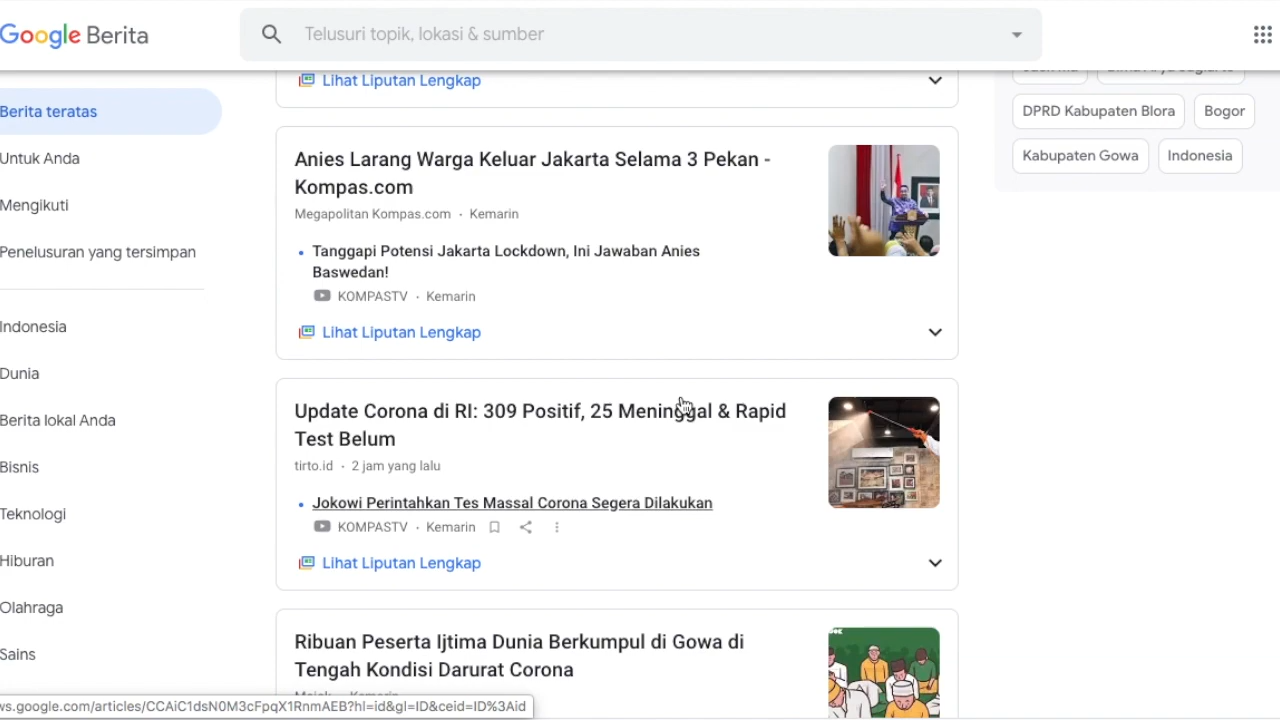 Google Berita
Telusuri topik, lokasi & sumber
Berita teratas
Untuk Anda
Mengikuti
Penelusuran yang tersimpan
Indonesia
Dunia
Berita lokal Anda
Bisnis
Teknologi
Hiburan
Olahraga
Sains
Lihat Liputan Lengkap
Anies Larang Warga Keluar Jakarta Selama 3 Pekan -
Kompas.com
Megapolitan Kompas.com · Kemarin
• Tanggapi Potensi Jakarta Lockdown, Ini Jawaban Anies
Baswedan!
KOMPASTV · Kemarin
Lihat Liputan Lengkap
Update Corona di RI: 309 Positif, 25 Meninggal & Rapid
Test Belum
tirto.id · 2 jam yang lalu
• Jokowi Perintahkan Tes Massal Corona Segera Dilakukan
KOMPASTV · Kemarin
Lihat Liputan Lengkap
Ribuan Peserta Ijtima Dunia Berkumpul di Gowa di
Tengah Kondisi Darurat Corona
DPRD Kabupaten Blora
Bogor
Kabupaten Gowa
Indonesia
ws.google.com/articles/CCAiC1dsN0M3cFpqX1RnmAEB?hl=id&gl=ID&ceid=ID%3Aid